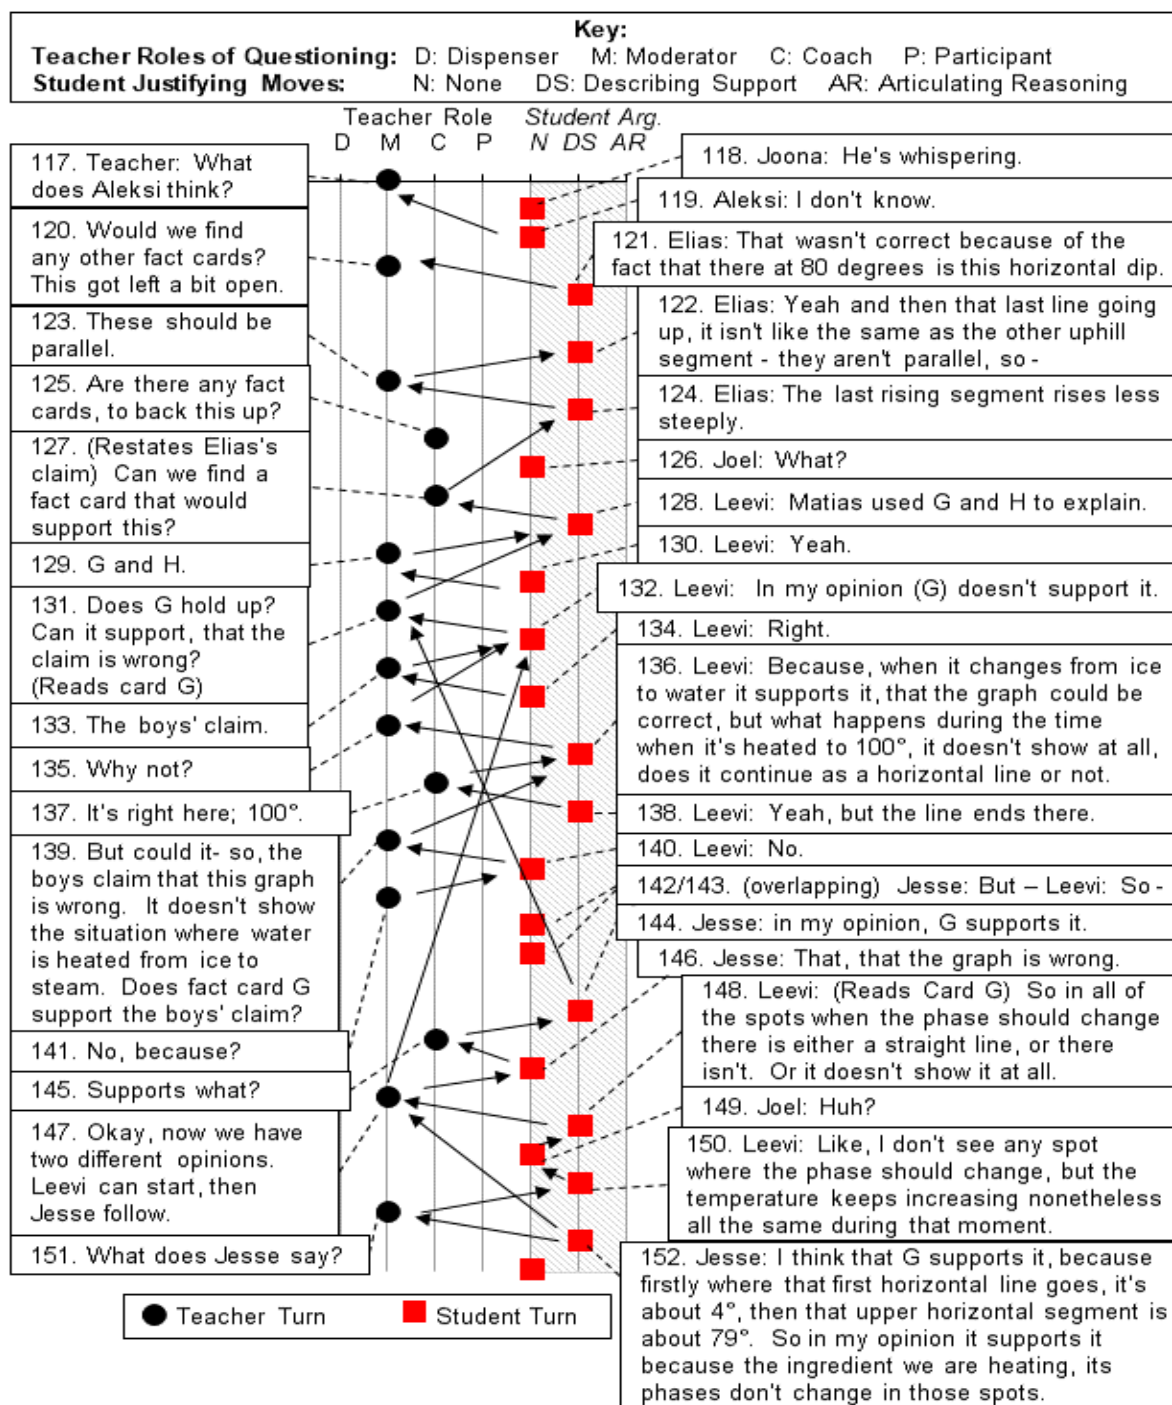 Key:
Teacher Roles of Questioning: D: Dispenser M: Moderator C: Coach P: Participant
Student Justifying Moves: N: None DS: Describing Support AR: Articulating Reasoning
Teacher Role Student Arg.
D M C P N DS AR
117. Teacher: What
does Aleksi think?
118. Joona: He's whispering.
119. Aleksi: I don't know.
120. Would we find
any other fact cards?
This got left a bit open.
121. Elias: That wasn't correct because of the
fact that there at 80 degrees is this horizontal dip.
122. Elias: Yeah and then that last line going
up, it isn't like the same as the other uphill
segment - they aren't parallel, so -
123. These should be
parallel.
124. Elias: The last rising segment rises less
steeply.
125. Are there any fact
cards, to back this up?
126. Joel: What?
127. (Restates Elias's
claim) Can we find a
fact card that would
support this?
128. Leevi: Matias used G and H to explain.
129. G and H.
130. Leevi: Yeah.
131. Does G hold up?
Can it support, that the
claim is wrong?
(Reads card G)
132. Leevi: In my opinion (G) doesn't support it.
133. The boys' claim.
134. Leevi: Right.
135. Why not?
136. Leevi: Because, when it changes from ice
to water it supports it, that the graph could be
correct, but what happens during the time
when it's heated to 100°, it doesn't show at all,
does it continue as a horizontal line or not.
137. It's right here; 100°.
138. Leevi: Yeah, but the line ends there.
139. But could it- so, the
boys claim that this graph
is wrong. It doesn't show
the situation where water
is heated from ice to
steam. Does fact card G
support the boys' claim?
140. Leevi: No.
141. No, because?
142/143. (overlapping) Jesse: But – Leevi: So -
144. Jesse: in my opinion, G supports it.
145. Supports what?
146. Jesse: That, that the graph is wrong.
147. Okay, now we have
two different opinions.
Leevi can start, then
Jesse follow.
148. Leevi: (Reads Card G) So in all of
the spots when the phase should change
there is either a straight line, or there
isn't. Or it doesn't show it at all.
149. Joel: Huh?
150. Leevi: Like, I don't see any spot
where the phase should change, but the
temperature keeps increasing nonetheless
all the same during that moment.
151. What does Jesse say?
152. Jesse: I think that G supports it, because
firstly where that first horizontal line goes, it's
about 4°, then that upper horizontal segment is
about 79°. So in my opinion it supports it
because the ingredient we are heating, its
phases don't change in those spots.
Teacher Turn Student Turn